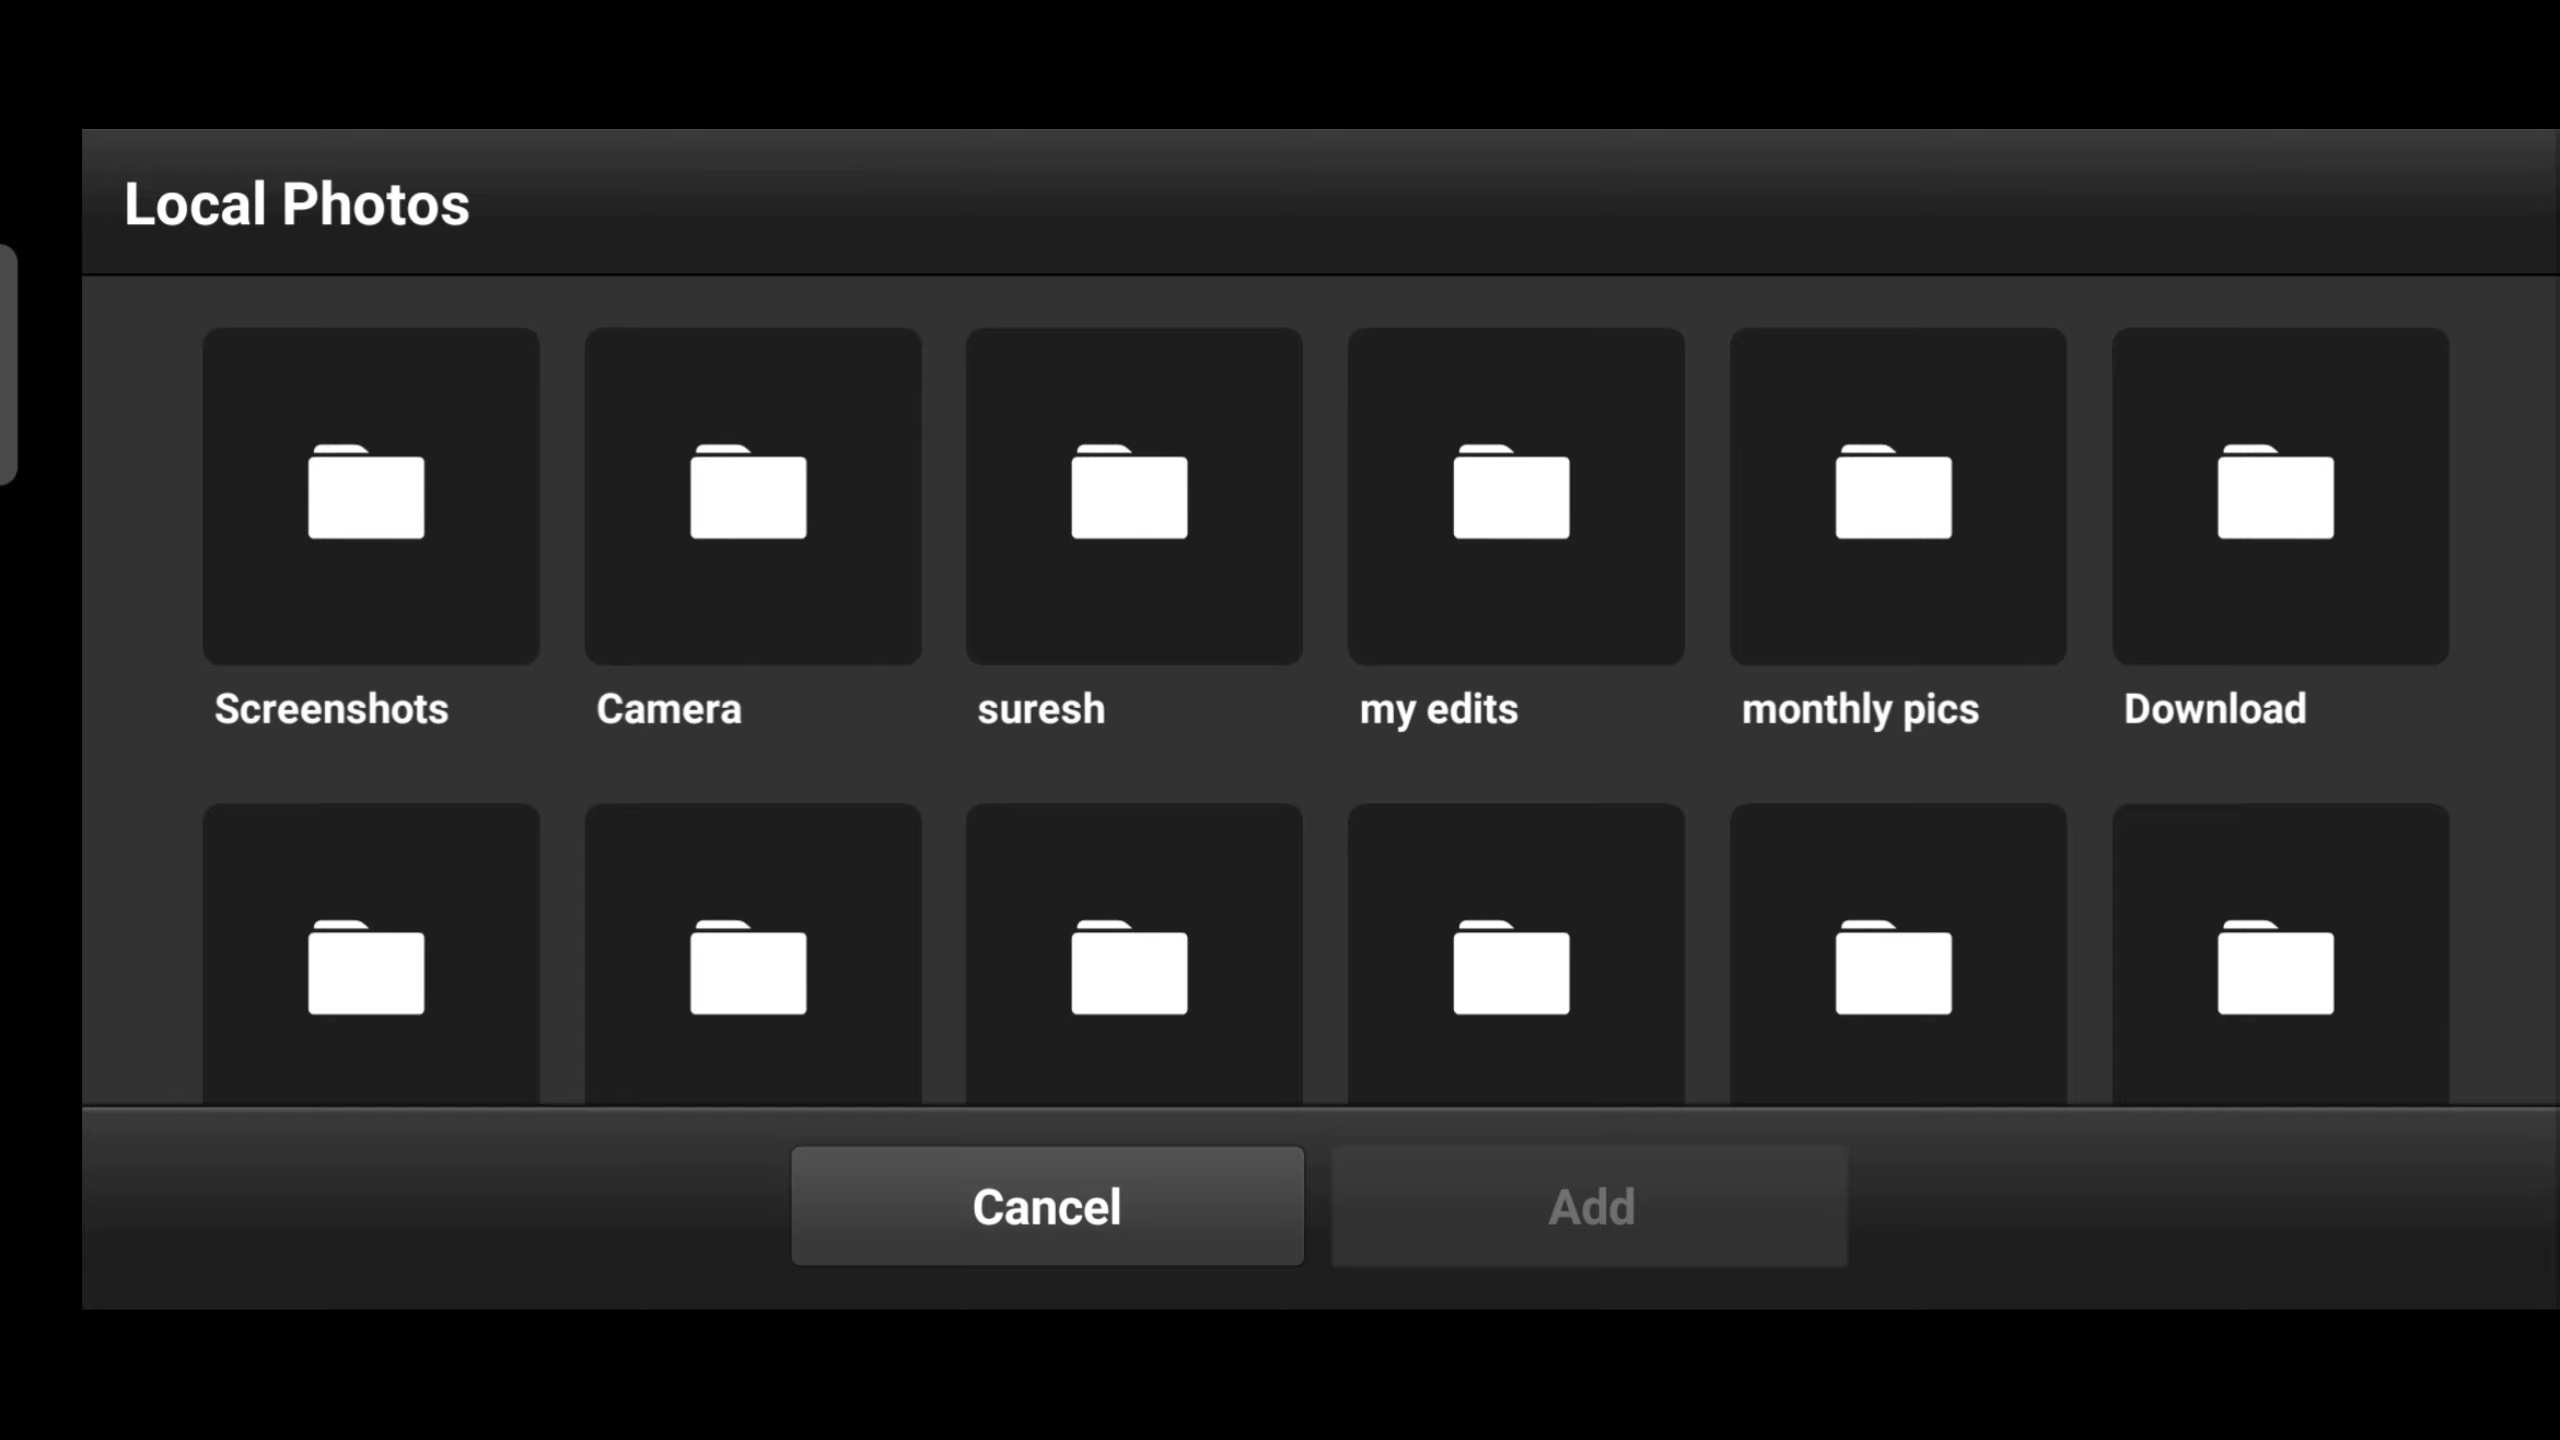 Local Photos
Screenshots
Camera
suresh
my edits
monthly pics
Download
Cancel
Add